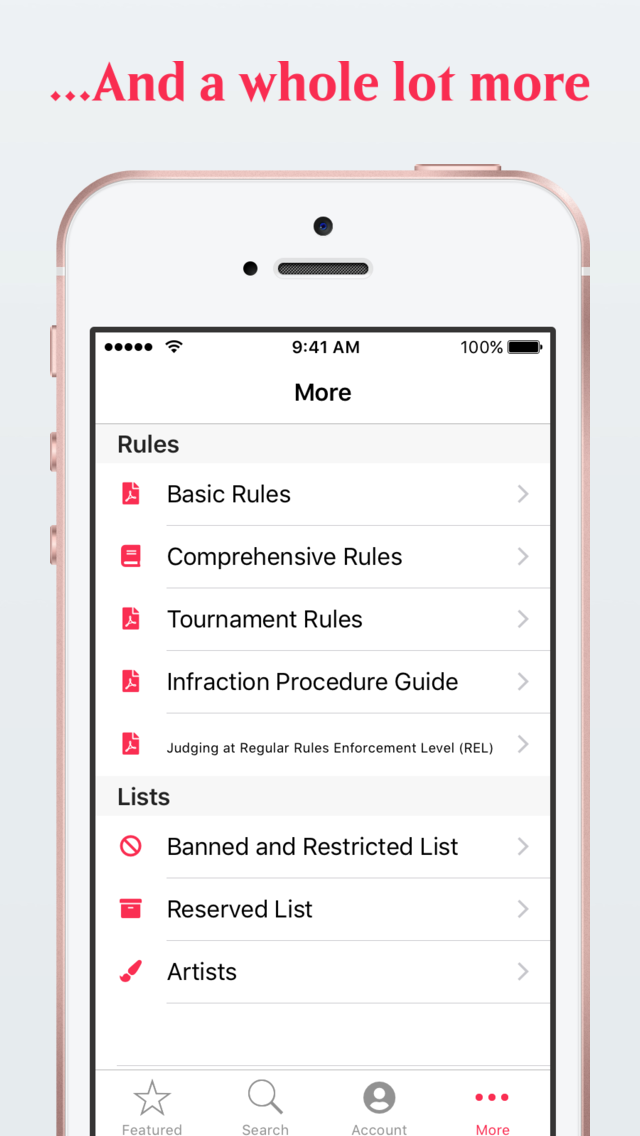 ...And a whole lot more
9:41 AM
100%
More
Rules
Basic Rules
Comprehensive Rules
Tournament Rules
Infraction Procedure Guide
Judging at Regular Rules Enforcement Level (REL)
Lists
Banned and Restricted List
Reserved List
Artists
Featured
Search
Account
More